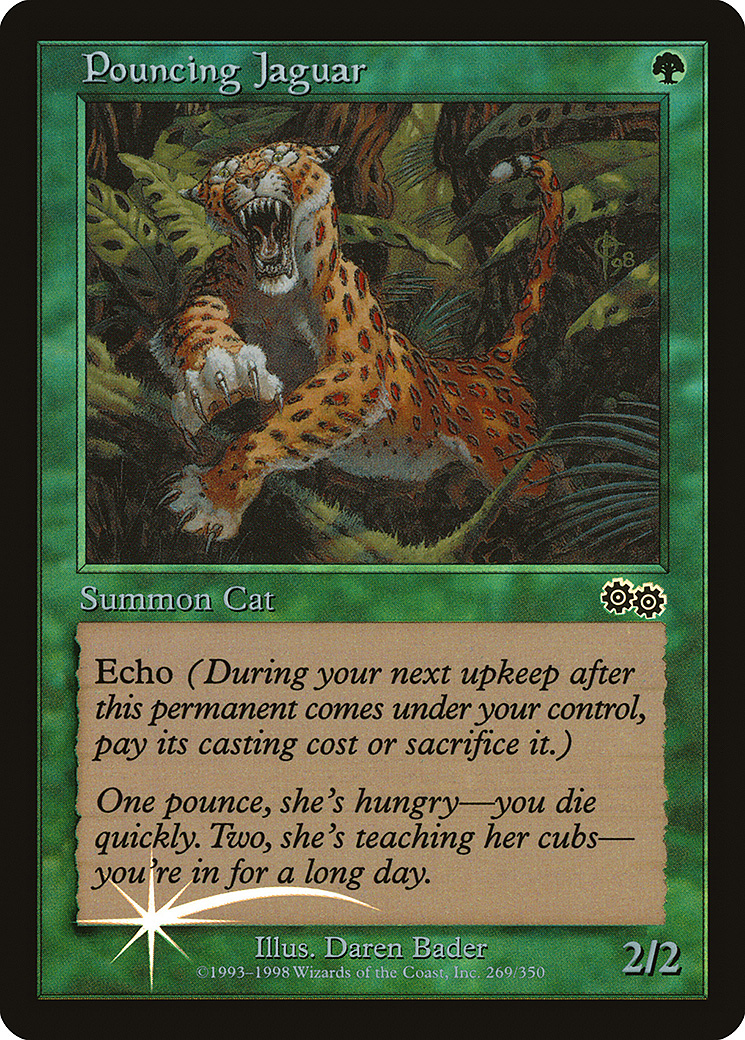 Pouncing Jaguar
98
Summon Cat
Echo (During your next upkeep after
this permanent comes under your control,
pay its casting cost or sacrifice it.)
One pounce, she's hungry—you die
quickly. Two, she's teaching her cubs—
you're in for a long day.
Illus. Daren Bader
©1993–1998 Wizards of the Coast, Inc. 269/350
2/2